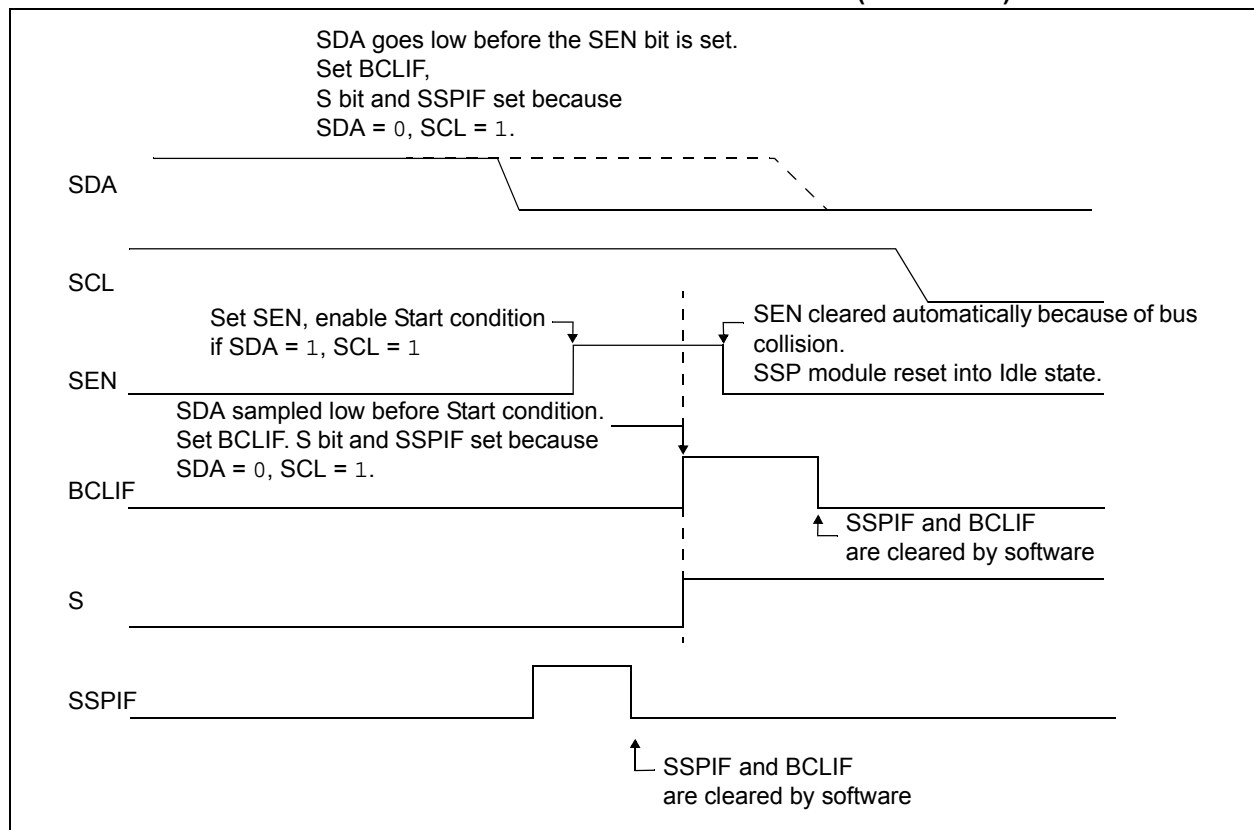 SDA goes low before the SEN bit is set.
Set BCLIF,
S bit and SSPIF set because
SDA = 0, SCL = 1.
SDA
SCL
Set SEN, enable Start condition
if SDA = 1, SCL = 1
SEN cleared automatically because of bus
collision.
SSP module reset into Idle state.
SEN
SDA sampled low before Start condition.
Set BCLIF. S bit and SSPIF set because
SDA = 0, SCL = 1.
BCLIF
SSPIF and BCLIF
are cleared by software
S
SSPIF
SSPIF and BCLIF
are cleared by software